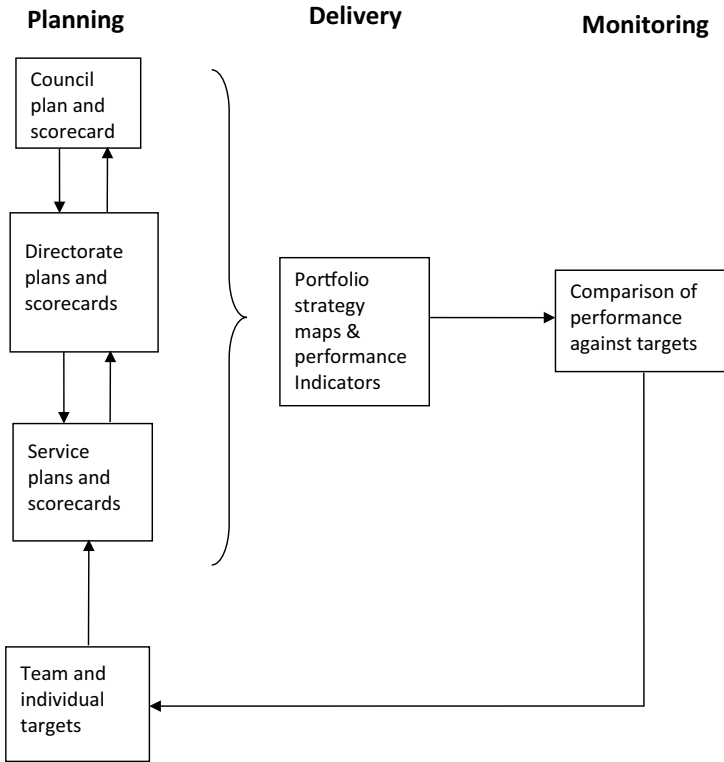 Planning
Delivery
Monitoring
Council
plan and
scorecard
Directorate
plans and
scorecards
Service
plans and
scorecards
Team and
individual
targets
Portfolio
strategy
maps &
performance
Indicators
Comparison of
performance
against targets